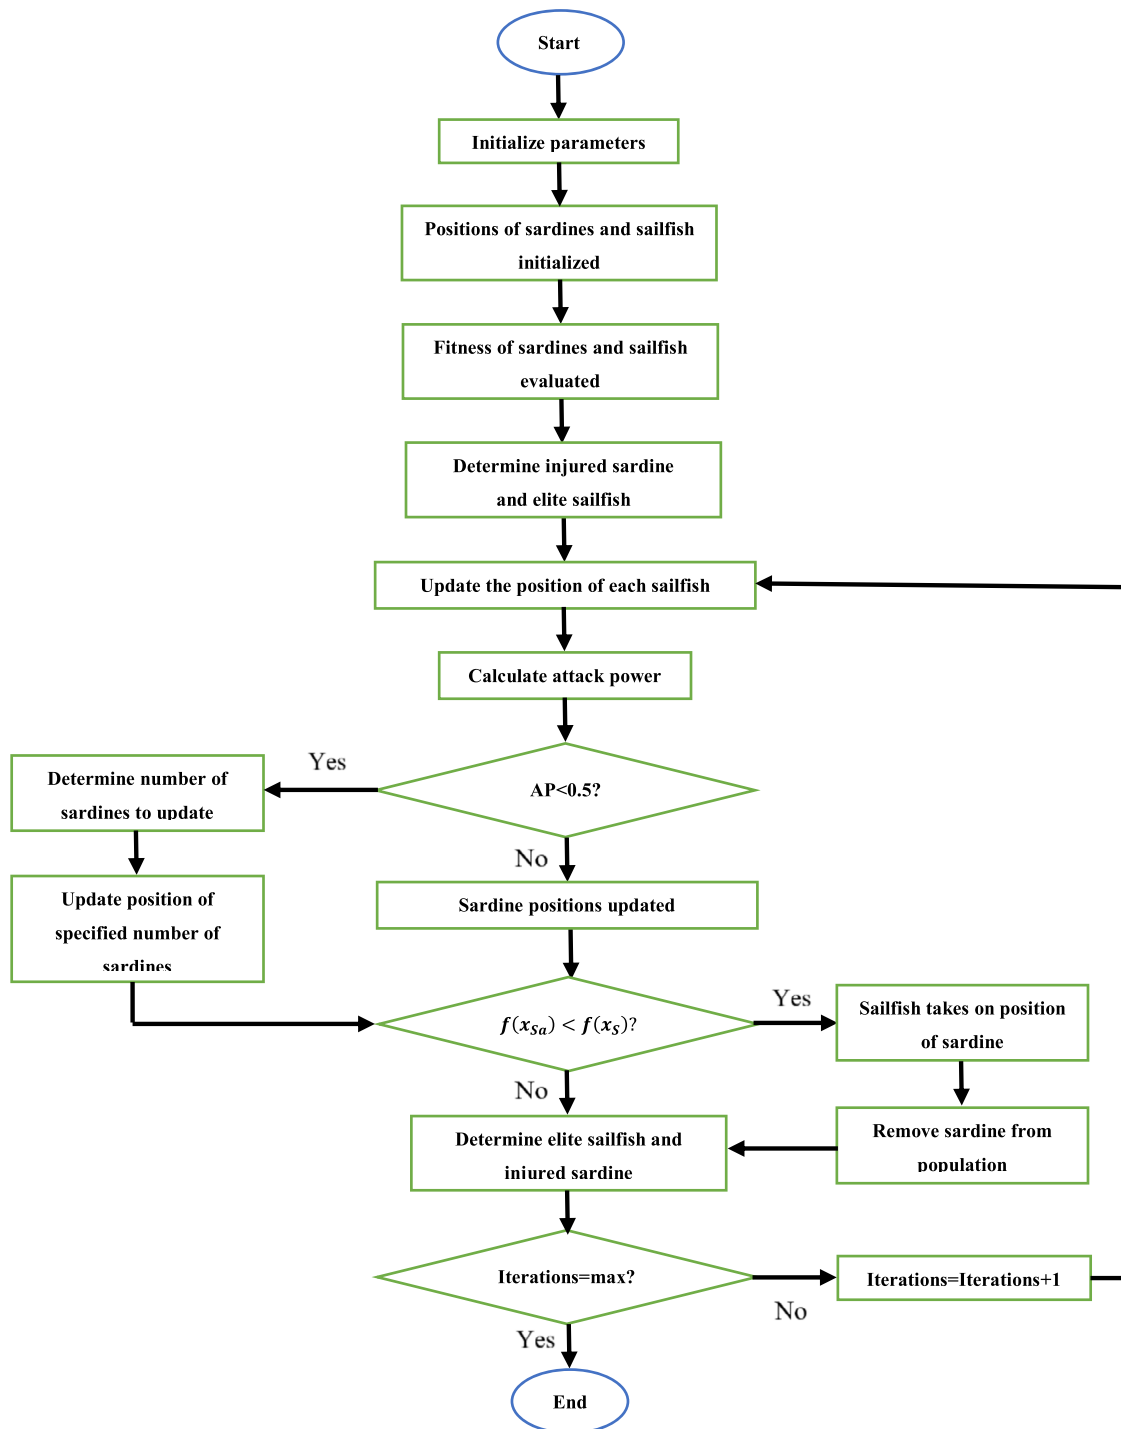 Start
Initialize parameters
Positions of sardines and sailfish
initialized
Fitness of sardines and sailfish
evaluated
Determine injured sardine
and elite sailfish
Update the position of each sailfish
Calculate attack power
Yes
AP<0.5?
Determine number of
sardines to update
No
Update position of
specified number of
sardines
Sardine positions updated
Yes
f(x_Sa) < f(x_S)?
Sailfish takes on position
of sardine
No
Determine elite sailfish and
injured sardine
Remove sardine from
population
Iterations=max?
No
Iterations=Iterations+1
Yes
End